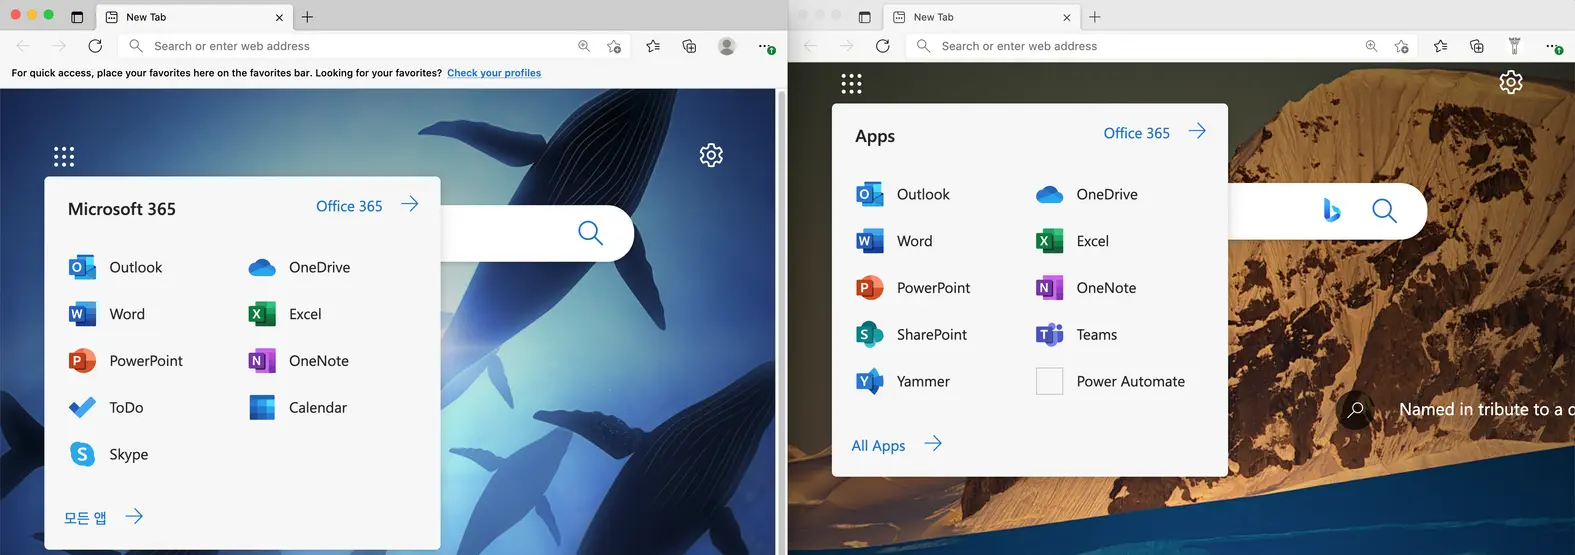 New Tab
Search or enter web address
For quick access, place your favorites here on the favorites bar. Looking for your favorites? Check your profiles
Microsoft 365
Office 365
Outlook
OneDrive
Word
Excel
PowerPoint
OneNote
ToDo
Calendar
Skype
모든 앱
New Tab
Search or enter web address
Apps
Office 365
Outlook
OneDrive
Word
Excel
PowerPoint
OneNote
SharePoint
Teams
Yammer
Power Automate
All Apps
Named in tribute to a